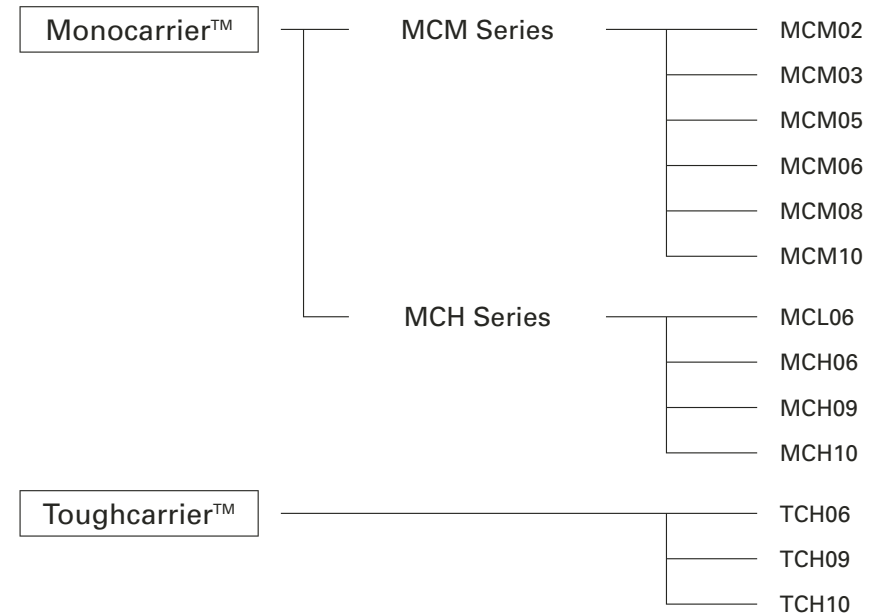 Monocarrier™ MCM Series MCM02
MCM03
MCM05
MCM06
MCM08
MCM10
MCH Series MCL06
MCH06
MCH09
MCH10
Toughcarrier™ TCH06
TCH09
TCH10